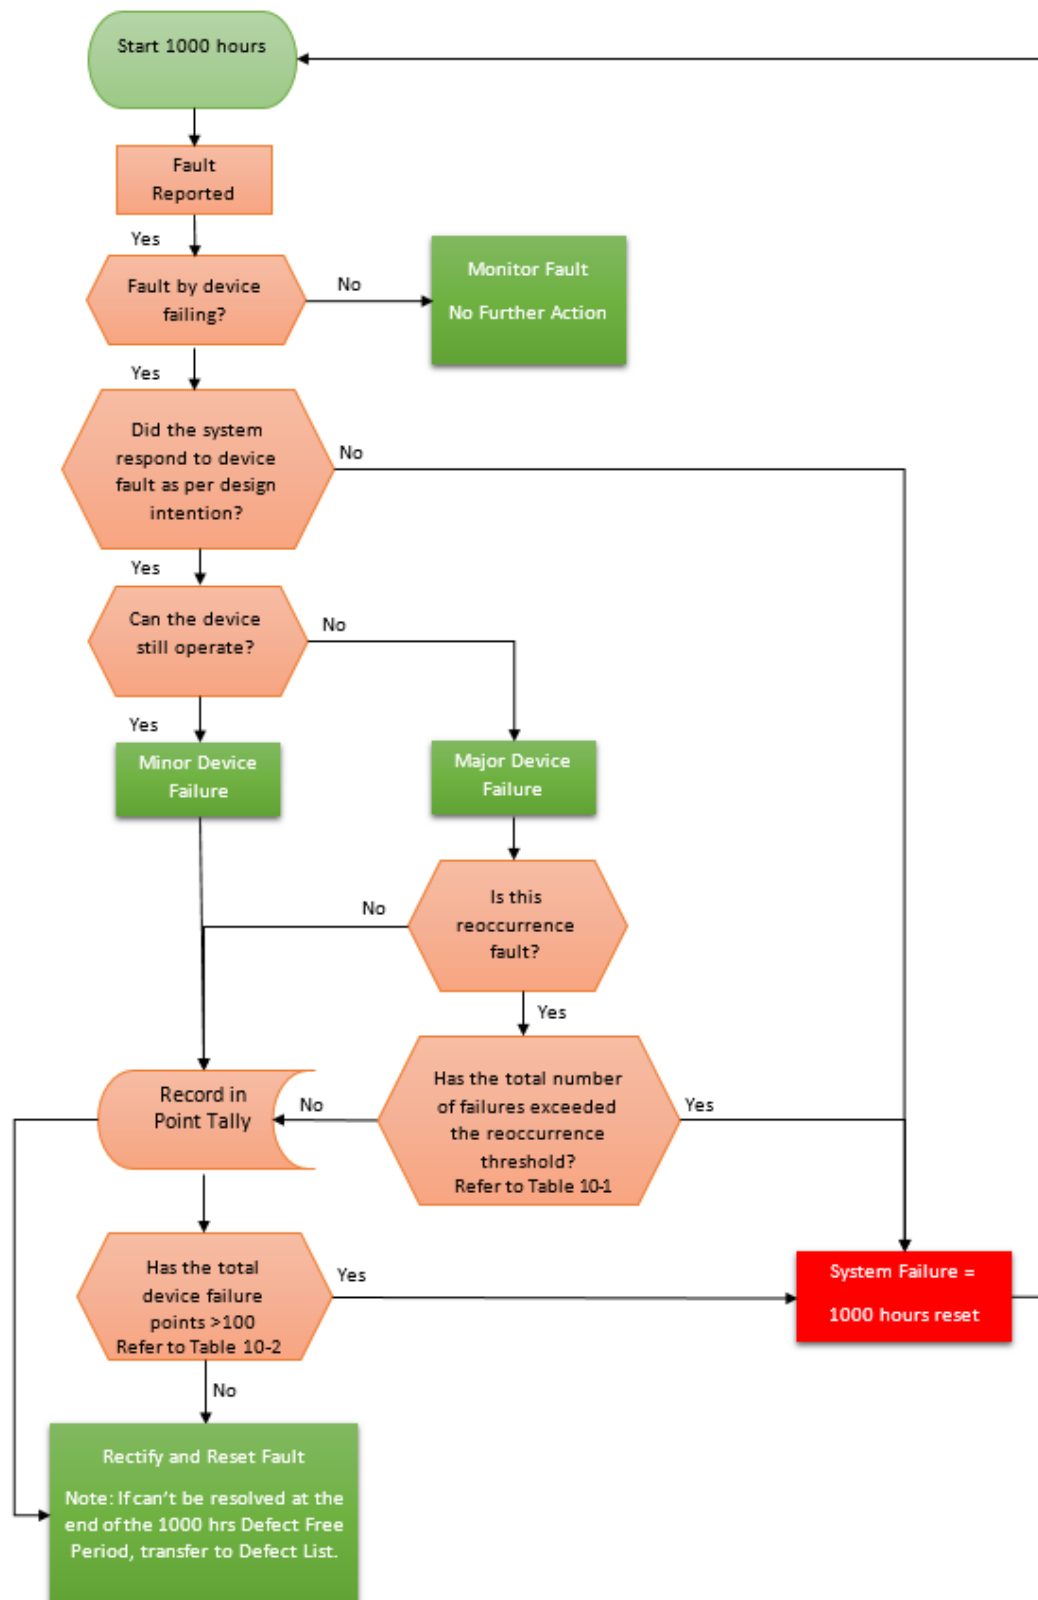 Start 1000 hours
Fault
Reported
Yes
Fault by device
failing?
No
Monitor Fault
No Further Action
Yes
Did the system
respond to device
fault as per design
intention?
No
Yes
Can the device
still operate?
No
Yes
Minor Device
Failure
Major Device
Failure
Is this
reoccurrence
fault?
No
Yes
Has the total number
of failures exceeded
the reoccurrence
threshold?
Refer to Table 10-1
No
Yes
Record in
Point Tally
Has the total
device failure
points >100
Refer to Table 10-2
Yes
No
System Failure =
1000 hours reset
Rectify and Reset Fault
Note: If can't be resolved at the
end of the 1000 hrs Defect Free
Period, transfer to Defect List.